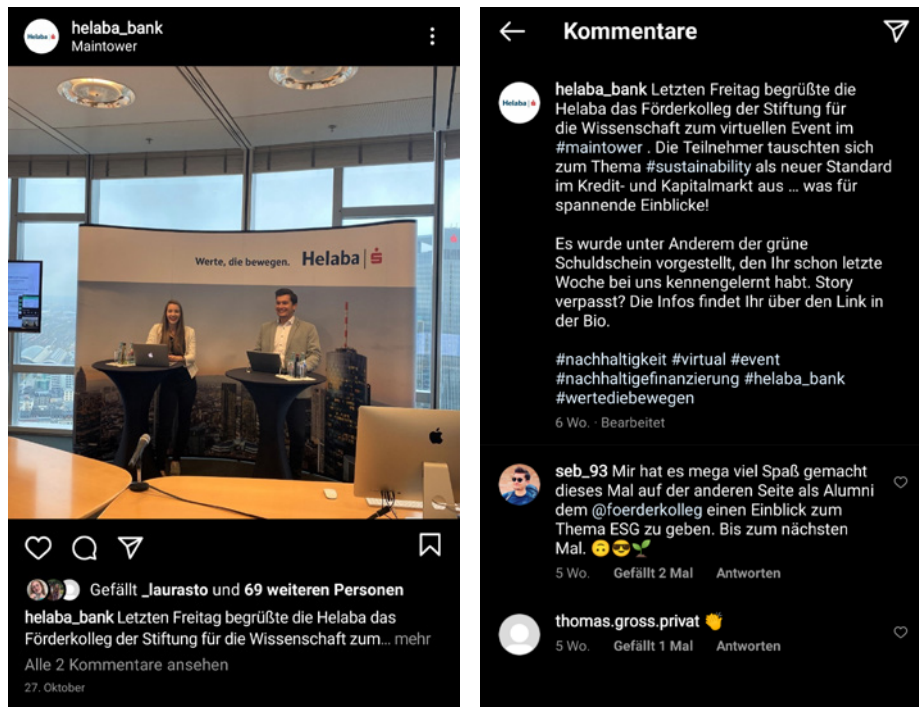 helaba_bank
Maintower
Helaba
Werte, die bewegen. Helaba
Gefällt _laurasto und 69 weiteren Personen
helaba_bank Letzten Freitag begrüßte die Helaba das
Förderkolleg der Stiftung für die Wissenschaft zum... mehr
Alle 2 Kommentare ansehen
27. Oktober
Kommentare
Helaba
helaba_bank Letzten Freitag begrüßte die
Helaba das Förderkolleg der Stiftung für
die Wissenschaft zum virtuellen Event im
#maintower . Die Teilnehmer tauschten sich
zum Thema #sustainability als neuer Standard
im Kredit- und Kapitalmarkt aus ... was für
spannende Einblicke!
Es wurde unter Anderem der grüne
Schuldschein vorgestellt, den Ihr schon letzte
Woche bei uns kennengelernt habt. Story
verpasst? Die Infos findet Ihr über den Link in
der Bio.
#nachhaltigkeit #virtual #event
#nachhaltigefinanzierung #helaba_bank
#wertediebewegen
6 Wo. · Bearbeitet
seb_93 Mir hat es mega viel Spaß gemacht
dieses Mal auf der anderen Seite als Alumni
dem @foerderkolleg einen Einblick zum
Thema ESG zu geben. Bis zum nächsten
Mal. 🙃😎🌱
5 Wo. Gefällt 2 Mal Antworten
thomas.gross.privat 👏
5 Wo. Gefällt 1 Mal Antworten